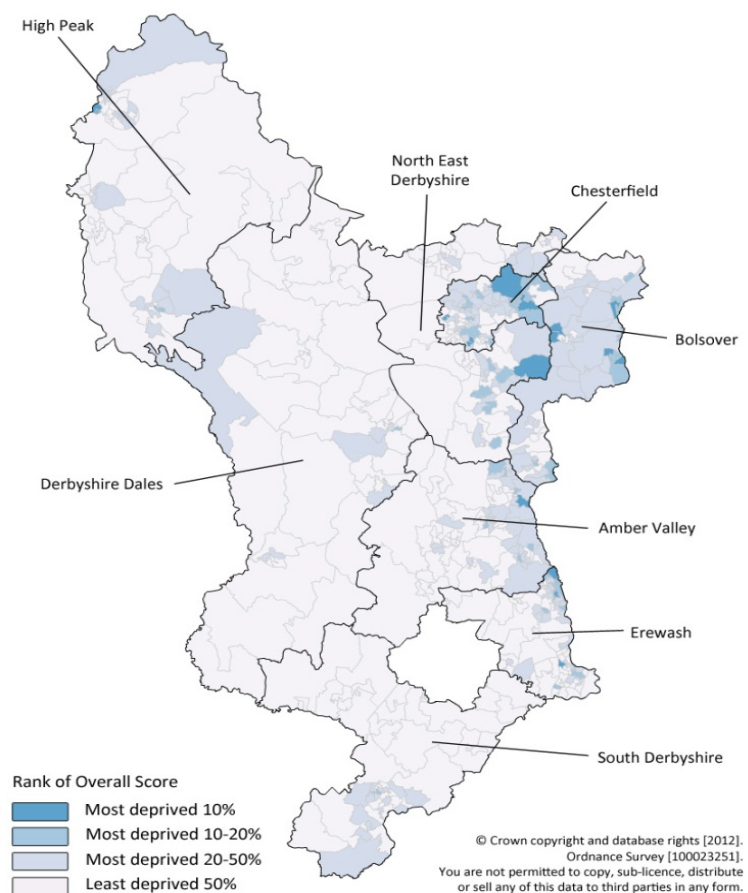 High Peak
North East
Derbyshire
Chesterfield
Bolsover
Derbyshire Dales
Amber Valley
Erewash
South Derbyshire
Rank of Overall Score
Most deprived 10%
Most deprived 10-20%
Most deprived 20-50%
Least deprived 50%
© Crown copyright and database rights [2012].
Ordnance Survey [100023251].
You are not permitted to copy, sub-licence, distribute
or sell any of this data to third parties in any form.